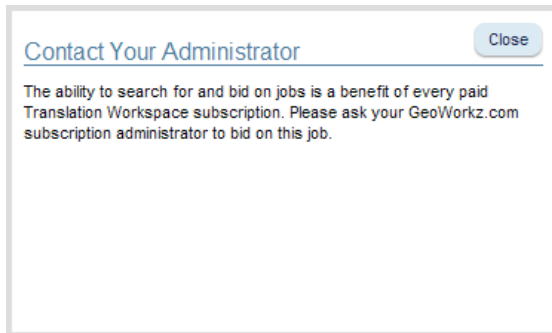 Close
Contact Your Administrator
The ability to search for and bid on jobs is a benefit of every paid
Translation Workspace subscription. Please ask your GeoWorkz.com
subscription administrator to bid on this job.